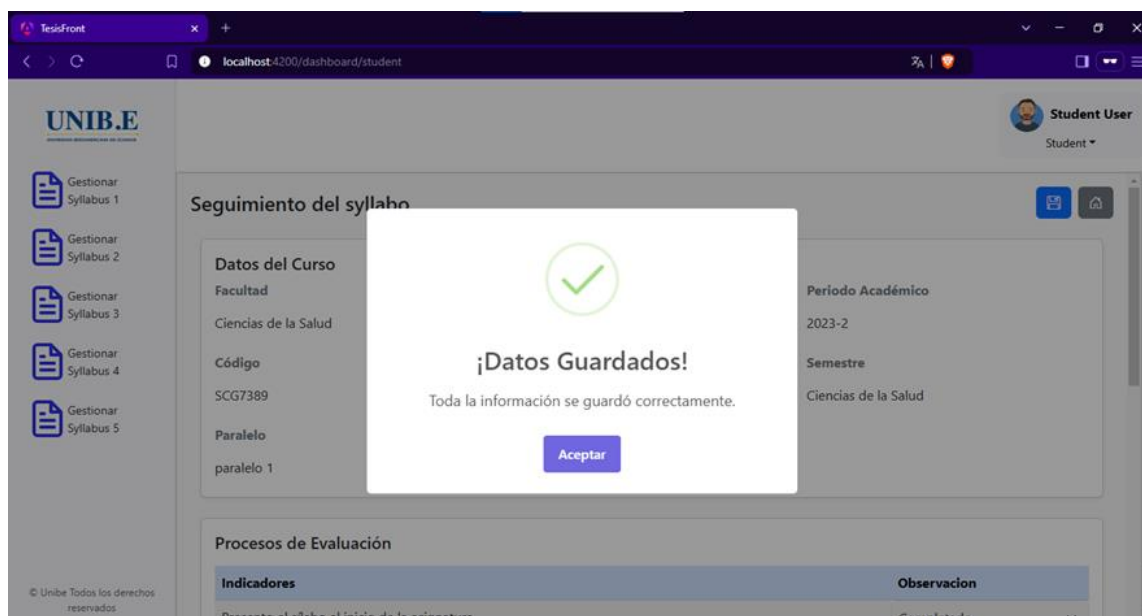 TesisFront
localhost:4200/dashboard/student
UNIB.E
Student User
Student
Gestionar
Syllabus 1
Gestionar
Syllabus 2
Gestionar
Syllabus 3
Gestionar
Syllabus 4
Gestionar
Syllabus 5
© Unibe Todos los derechos
reservados
Seguimiento del syllabo
Datos del Curso
Facultad
Periodo Académico
Ciencias de la Salud
2023-2
Código
Semestre
SCG7389
Ciencias de la Salud
Paralelo
paralelo 1
¡Datos Guardados!
Toda la información se guardó correctamente.
Aceptar
Procesos de Evaluación
Indicadores
Observacion